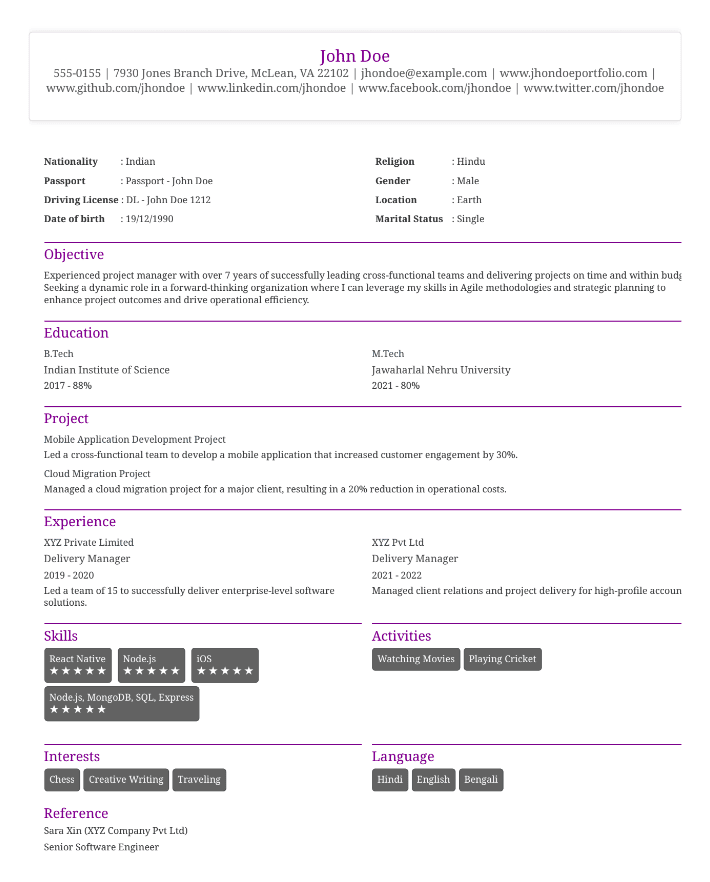 John Doe
555-0155 | 7930 Jones Branch Drive, McLean, VA 22102 | jhondoe@example.com | www.jhondoeportfolio.com |
www.github.com/jhondoe | www.linkedin.com/jhondoe | www.facebook.com/jhondoe | www.twitter.com/jhondoe
Nationality : Indian
Religion : Hindu
Passport : Passport - John Doe
Gender : Male
Driving License : DL - John Doe 1212
Location : Earth
Date of birth : 19/12/1990
Marital Status : Single
Objective
Experienced project manager with over 7 years of successfully leading cross-functional teams and delivering projects on time and within
Seeking a dynamic role in a forward-thinking organization where I can leverage my skills in Agile methodologies and strategic planning to
enhance project outcomes and drive operational efficiency.
Education
B.Tech
Indian Institute of Science
2017 - 88%
M.Tech
Jawaharlal Nehru University
2021 - 80%
Project
Mobile Application Development Project
Led a cross-functional team to develop a mobile application that increased customer engagement by 30%.
Cloud Migration Project
Managed a cloud migration project for a major client, resulting in a 20% reduction in operational costs.
Experience
XYZ Private Limited
Delivery Manager
2019 - 2020
Led a team of 15 to successfully deliver enterprise-level software
solutions.
XYZ Pvt Ltd
Delivery Manager
2021 - 2022
Managed client relations and project delivery for high-profile accoun
Skills
React Native
★★★★★
Node.js
★★★★★
iOS
★★★★★
Node.js, MongoDB, SQL, Express
★★★★★
Activities
Watching Movies
Playing Cricket
Interests
Chess
Creative Writing
Traveling
Language
Hindi
English
Bengali
Reference
Sara Xin (XYZ Company Pvt Ltd)
Senior Software Engineer